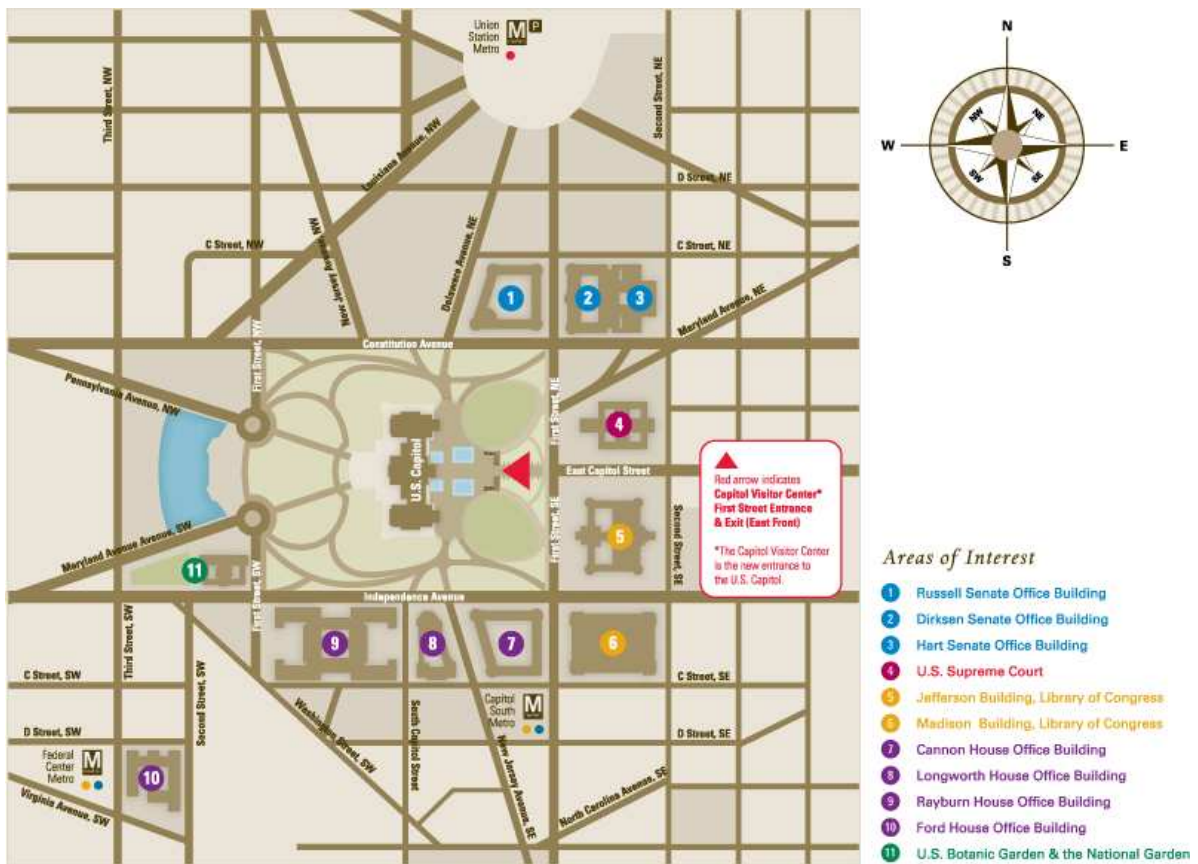 Union
Station
Metro
M
P
N
NW
NE
W
E
SW
SE
S
Third Street, NW
Second Street, NE
Louisiana Avenue, NW
D Street, NE
New Jersey Avenue, NW
Delaware Avenue, NE
C Street, NW
C Street, NE
1
2
3
Maryland Avenue, NE
Constitution Avenue
First Street, NW
Pennsylvania Avenue, NW
First Street, NE
4
U.S. Capitol
East Capitol Street
Red arrow indicates
Capitol Visitor Center*
First Street Entrance
& Exit (East Front)
*The Capitol Visitor Center
is the new entrance to
the U.S. Capitol.
First Street, SE
5
Second Street, SE
Maryland Avenue Avenue, SW
11
First Street, SW
Independence Avenue
Third Street, SW
Second Street, SW
9
8
7
6
C Street, SW
C Street, SE
Capitol
South
Metro
M
Washington Street, SW
South Capitol Street
New Jersey Avenue, SE
D Street, SW
D Street, SE
Federal
Center
Metro
M
10
Virginia Avenue, SW
North Carolina Avenue, SE
Areas of Interest
1 Russell Senate Office Building
2 Dirksen Senate Office Building
3 Hart Senate Office Building
4 U.S. Supreme Court
5 Jefferson Building, Library of Congress
6 Madison Building, Library of Congress
7 Cannon House Office Building
8 Longworth House Office Building
9 Rayburn House Office Building
10 Ford House Office Building
11 U.S. Botanic Garden & the National Garden